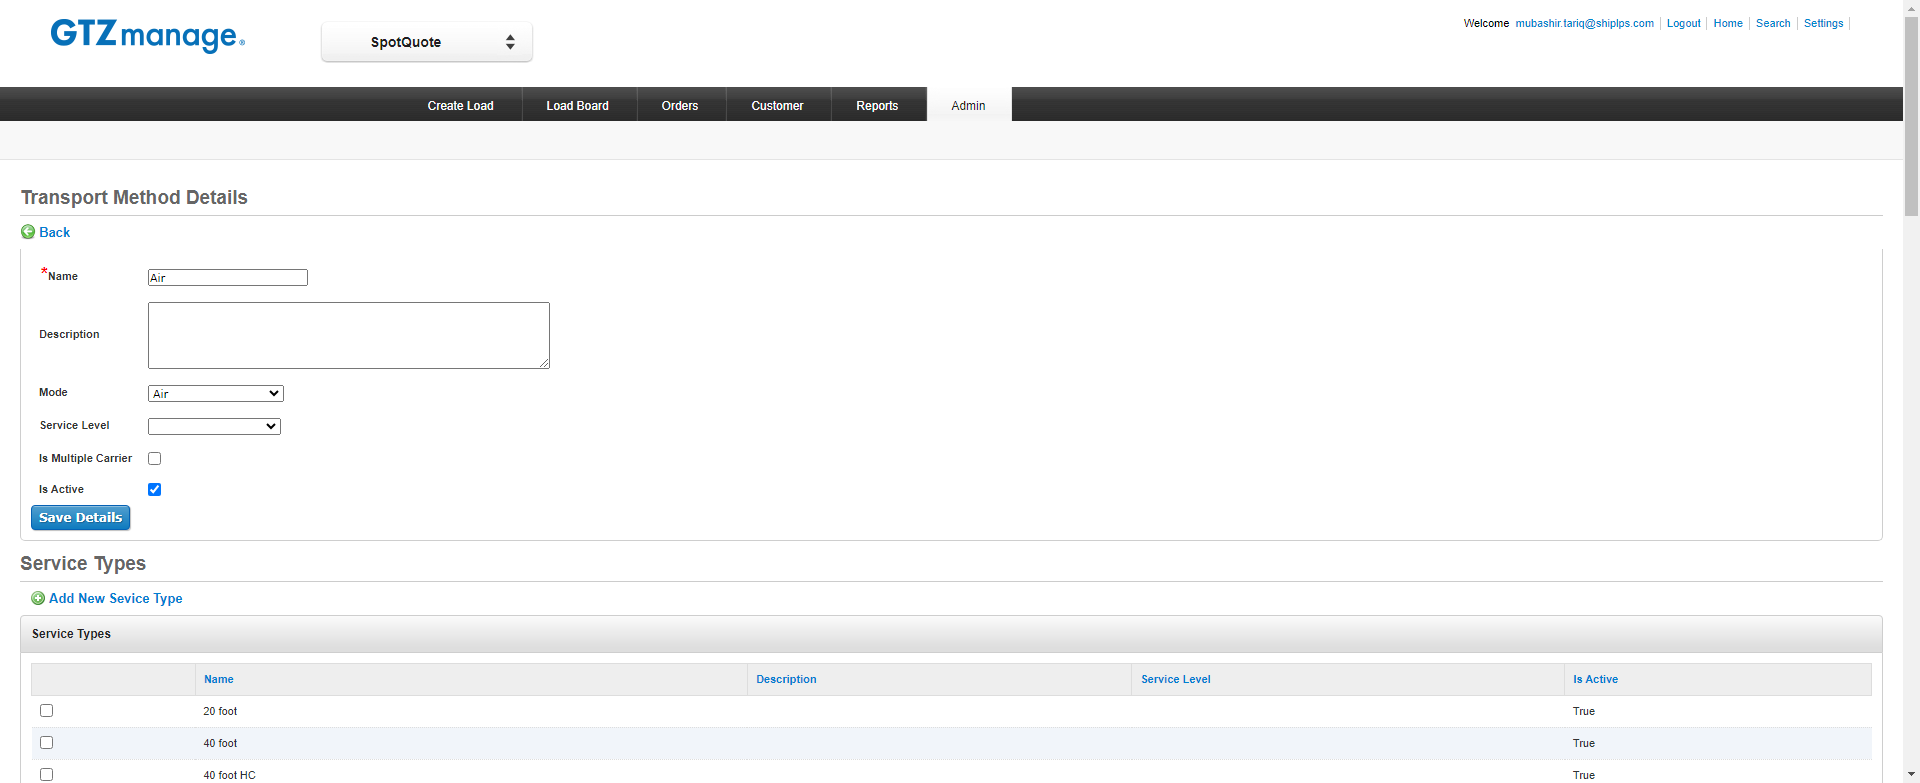 GTZmanage®
SpotQuote
Welcome mubashir.tariq@shiplps.com Logout Home Search Settings
Create Load Load Board Orders Customer Reports Admin
Transport Method Details
Back
*Name Air
Description
Mode Air
Service Level
Is Multiple Carrier
Is Active
Save Details
Service Types
Add New Sevice Type
Service Types
Name Description Service Level Is Active
20 foot True
40 foot True
40 foot HC True